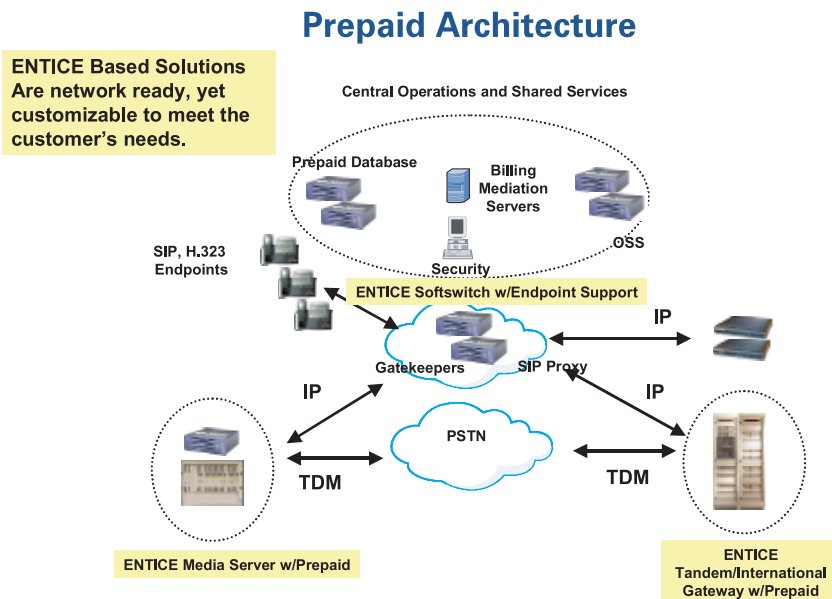 Prepaid Architecture
ENTICE Based Solutions
Are network ready, yet
customizable to meet the
customer's needs.
Central Operations and Shared Services
Prepaid Database
Billing
Mediation
Servers
OSS
SIP, H.323
Endpoints
Security
ENTICE Softswitch w/Endpoint Support
IP
Gatekeepers
SIP Proxy
IP
IP
PSTN
TDM
TDM
ENTICE Media Server w/Prepaid
ENTICE
Tandem/International
Gateway w/Prepaid